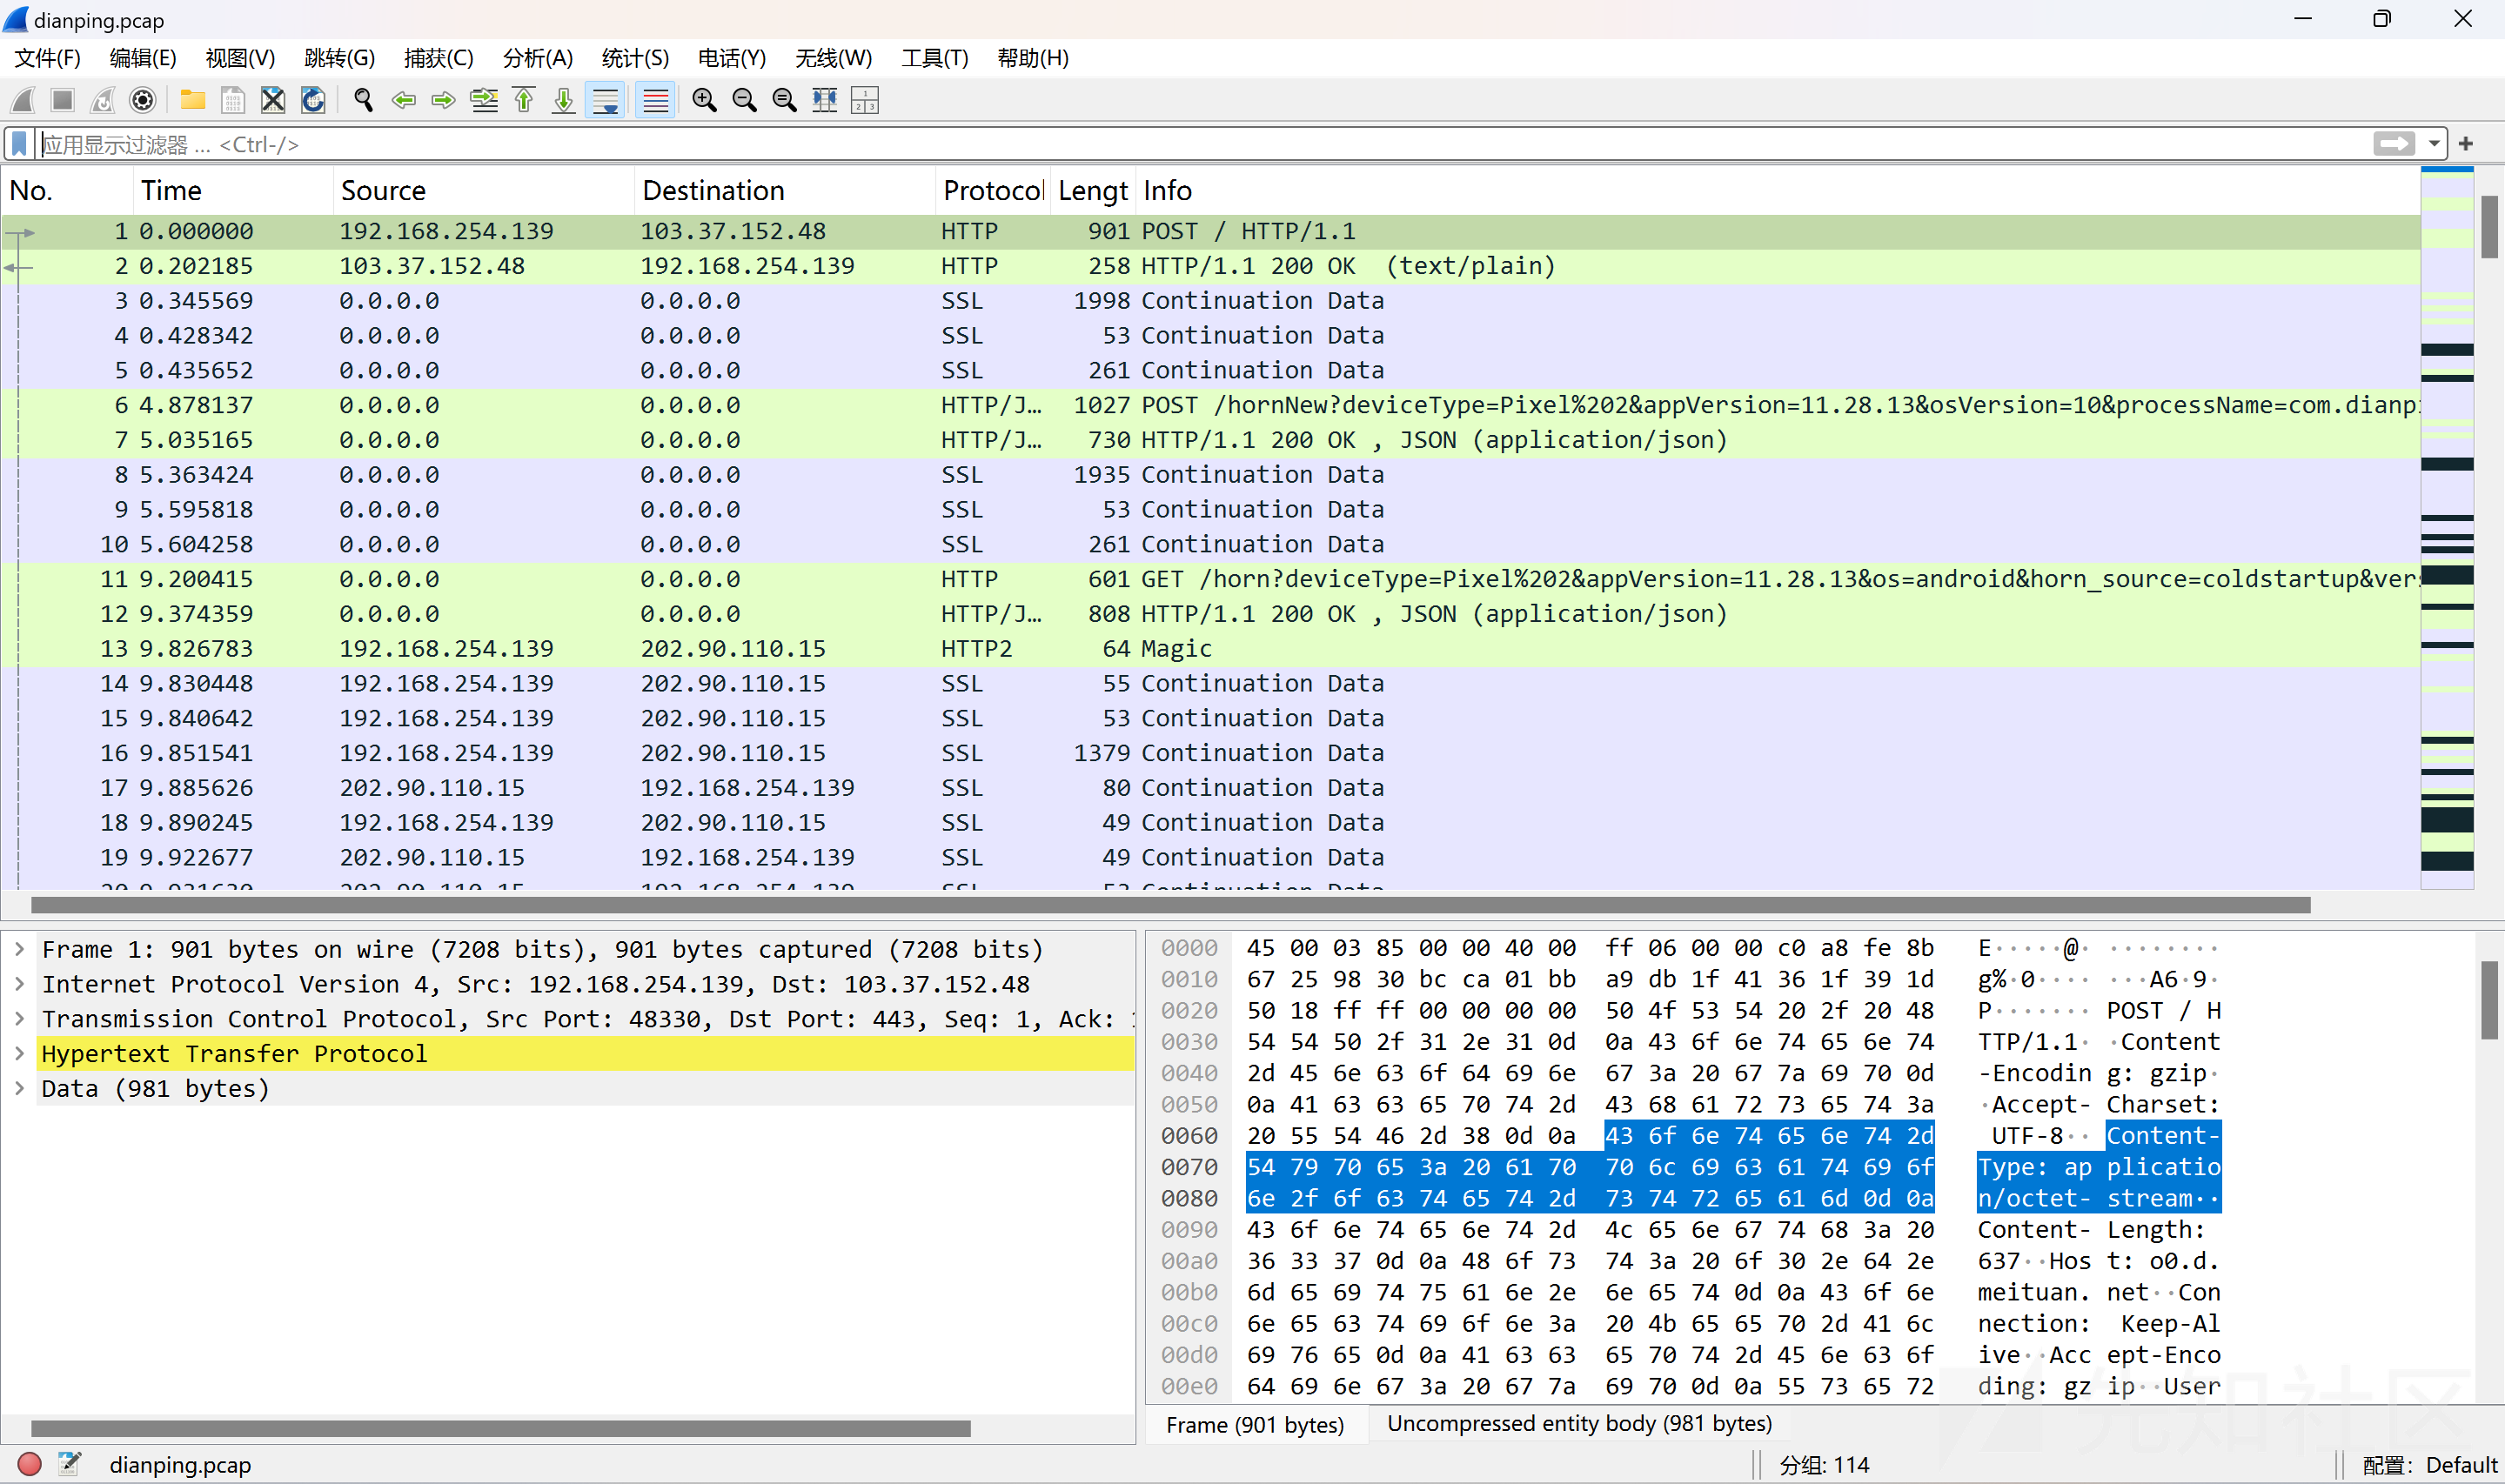 dianping.pcap
文件(F) 编辑(E) 视图(V) 跳转(G) 捕获(C) 分析(A) 统计(S) 电话(Y) 无线(W) 工具(T) 帮助(H)
应用显示过滤器 … <Ctrl-/>
No. Time Source Destination Protocol Lengt Info
1 0.000000 192.168.254.139 103.37.152.48 HTTP 901 POST / HTTP/1.1
2 0.202185 103.37.152.48 192.168.254.139 HTTP 258 HTTP/1.1 200 OK (text/plain)
3 0.345569 0.0.0.0 0.0.0.0 SSL 1998 Continuation Data
4 0.428342 0.0.0.0 0.0.0.0 SSL 53 Continuation Data
5 0.435652 0.0.0.0 0.0.0.0 SSL 261 Continuation Data
6 4.878137 0.0.0.0 0.0.0.0 HTTP/J… 1027 POST /hornNew?deviceType=Pixel%202&appVersion=11.28.13&osVersion=10&processName=com.dianp
7 5.035165 0.0.0.0 0.0.0.0 HTTP/J… 730 HTTP/1.1 200 OK , JSON (application/json)
8 5.363424 0.0.0.0 0.0.0.0 SSL 1935 Continuation Data
9 5.595818 0.0.0.0 0.0.0.0 SSL 53 Continuation Data
10 5.604258 0.0.0.0 0.0.0.0 SSL 261 Continuation Data
11 9.200415 0.0.0.0 0.0.0.0 HTTP 601 GET /horn?deviceType=Pixel%202&appVersion=11.28.13&os=android&horn_source=coldstartup&ver
12 9.374359 0.0.0.0 0.0.0.0 HTTP/J… 808 HTTP/1.1 200 OK , JSON (application/json)
13 9.826783 192.168.254.139 202.90.110.15 HTTP2 64 Magic
14 9.830448 192.168.254.139 202.90.110.15 SSL 55 Continuation Data
15 9.840642 192.168.254.139 202.90.110.15 SSL 53 Continuation Data
16 9.851541 192.168.254.139 202.90.110.15 SSL 1379 Continuation Data
17 9.885626 202.90.110.15 192.168.254.139 SSL 80 Continuation Data
18 9.890245 192.168.254.139 202.90.110.15 SSL 49 Continuation Data
19 9.922677 202.90.110.15 192.168.254.139 SSL 49 Continuation Data
20 9.931630 202.90.110.15 192.168.254.139 SSL 53 Continuation Data
Frame 1: 901 bytes on wire (7208 bits), 901 bytes captured (7208 bits)
Internet Protocol Version 4, Src: 192.168.254.139, Dst: 103.37.152.48
Transmission Control Protocol, Src Port: 48330, Dst Port: 443, Seq: 1, Ack: 1
Hypertext Transfer Protocol
Data (981 bytes)
0000 45 00 03 85 00 00 40 00 ff 06 00 00 c0 a8 fe 8b E·····@· ········
0010 67 25 98 30 bc ca 01 bb a9 db 1f 41 36 1f 39 1d g%·0···· ···A6·9·
0020 50 18 ff ff 00 00 00 00 50 4f 53 54 20 2f 20 48 P······· POST / H
0030 54 54 50 2f 31 2e 31 0d 0a 43 6f 6e 74 65 6e 74 TTP/1.1· ·Content
0040 2d 45 6e 63 6f 64 69 6e 67 3a 20 67 7a 69 70 0d -Encodin g: gzip·
0050 0a 41 63 63 65 70 74 2d 43 68 61 72 73 65 74 3a ·Accept- Charset:
0060 20 55 54 46 2d 38 0d 0a 43 6f 6e 74 65 6e 74 2d UTF-8·· Content-
0070 54 79 70 65 3a 20 61 70 70 6c 69 63 61 74 69 6f Type: ap plicatio
0080 6e 2f 6f 63 74 65 74 2d 73 74 72 65 61 6d 0d 0a n/octet- stream··
0090 43 6f 6e 74 65 6e 74 2d 4c 65 6e 67 74 68 3a 20 Content- Length:
00a0 36 33 37 0d 0a 48 6f 73 74 3a 20 6f 30 2e 64 2e 637··Hos t: o0.d.
00b0 6d 65 69 74 75 61 6e 2e 6e 65 74 0d 0a 43 6f 6e meituan. net··Con
00c0 6e 65 63 74 69 6f 6e 3a 20 4b 65 65 70 2d 41 6c nection: Keep-Al
00d0 69 76 65 0d 0a 41 63 63 65 70 74 2d 45 6e 63 6f ive··Acc ept-Enco
00e0 64 69 6e 67 3a 20 67 7a 69 70 0d 0a 55 73 65 72 ding: gz ip··User
Frame (901 bytes) Uncompressed entity body (981 bytes)
先知社区
dianping.pcap 分组: 114 配置: Default